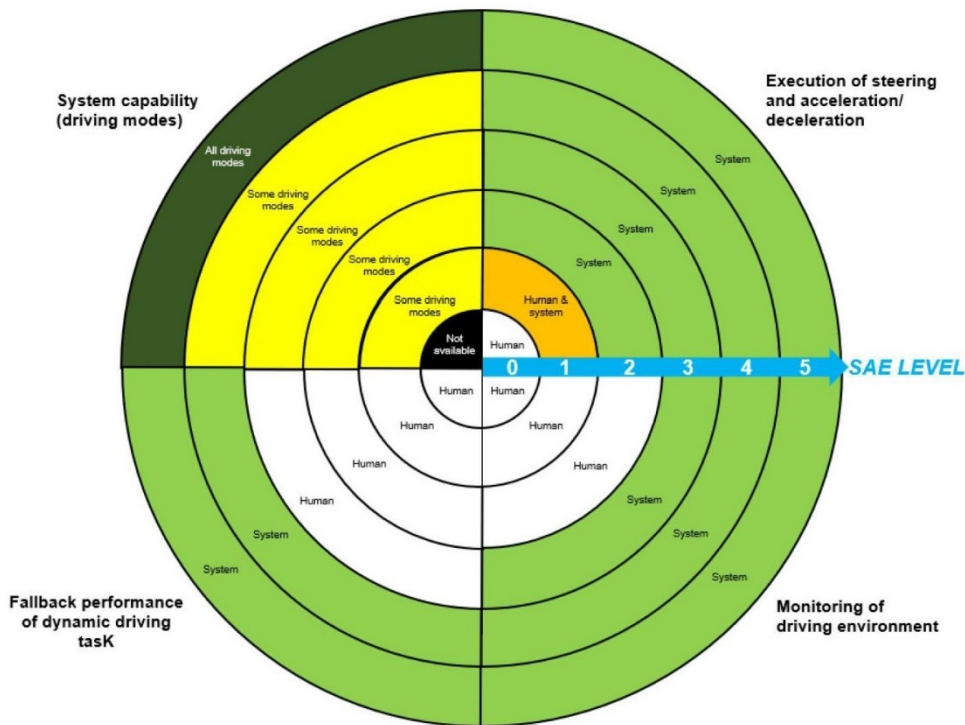 System capability
(driving modes)
Execution of steering
and acceleration/
deceleration
All driving
modes
Some driving
modes
Some driving
modes
Some driving
modes
Some driving
modes
Not
available
System
System
System
System
Human &
system
Human
0 1 2 3 4 5 SAE LEVEL
Human
Human
Human
Human
System
System
Human
Human
Human
System
System
System
Fallback performance
of dynamic driving
tasK
Monitoring of
driving environment